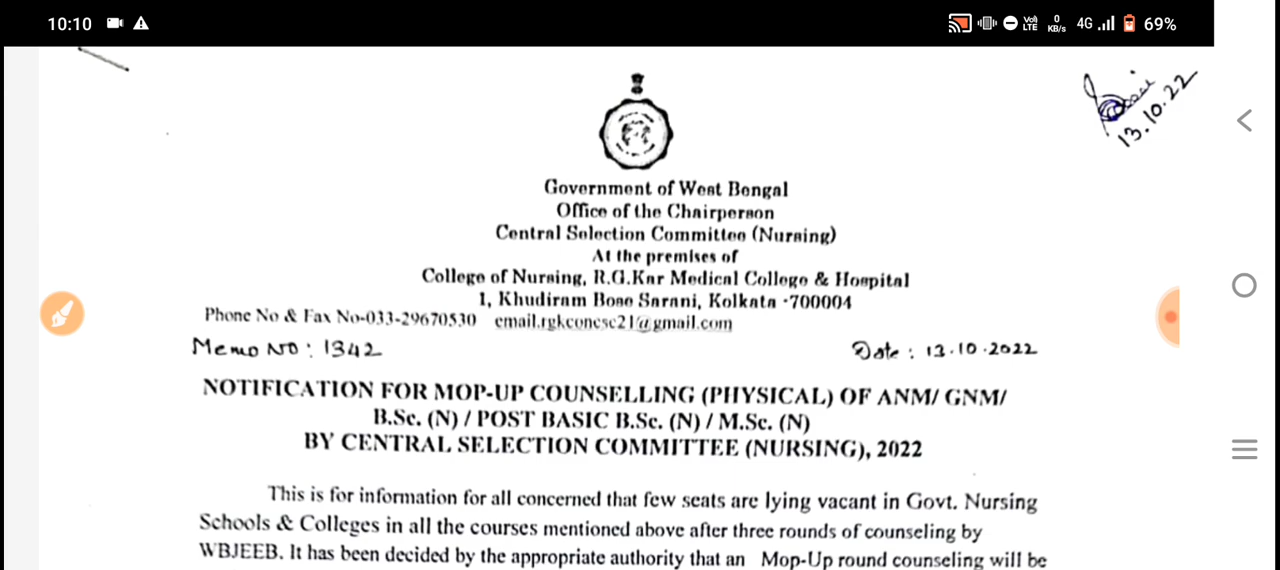 10:10
Vo) LTE 0 KB/s 4G 69%
13.10.22
Government of West Bengal
Office of the Chairperson
Central Selection Committee (Nursing)
At the premises of
College of Nursing, R.G.Kar Medical College & Hospital
1, Khudiram Bose Sarani, Kolkata -700004
Phone No & Fax No-033-29670530 email.rgkconcsc21@gmail.com
Memo No: 1342 Date: 13.10.2022
NOTIFICATION FOR MOP-UP COUNSELLING (PHYSICAL) OF ANM/ GNM/
B.Sc. (N) / POST BASIC B.Sc. (N) / M.Sc. (N)
BY CENTRAL SELECTION COMMITTEE (NURSING), 2022
This is for information for all concerned that few seats are lying vacant in Govt. Nursing
Schools & Colleges in all the courses mentioned above after three rounds of counseling by
WBJEEB. It has been decided by the appropriate authority that an Mop-Up round counseling will be